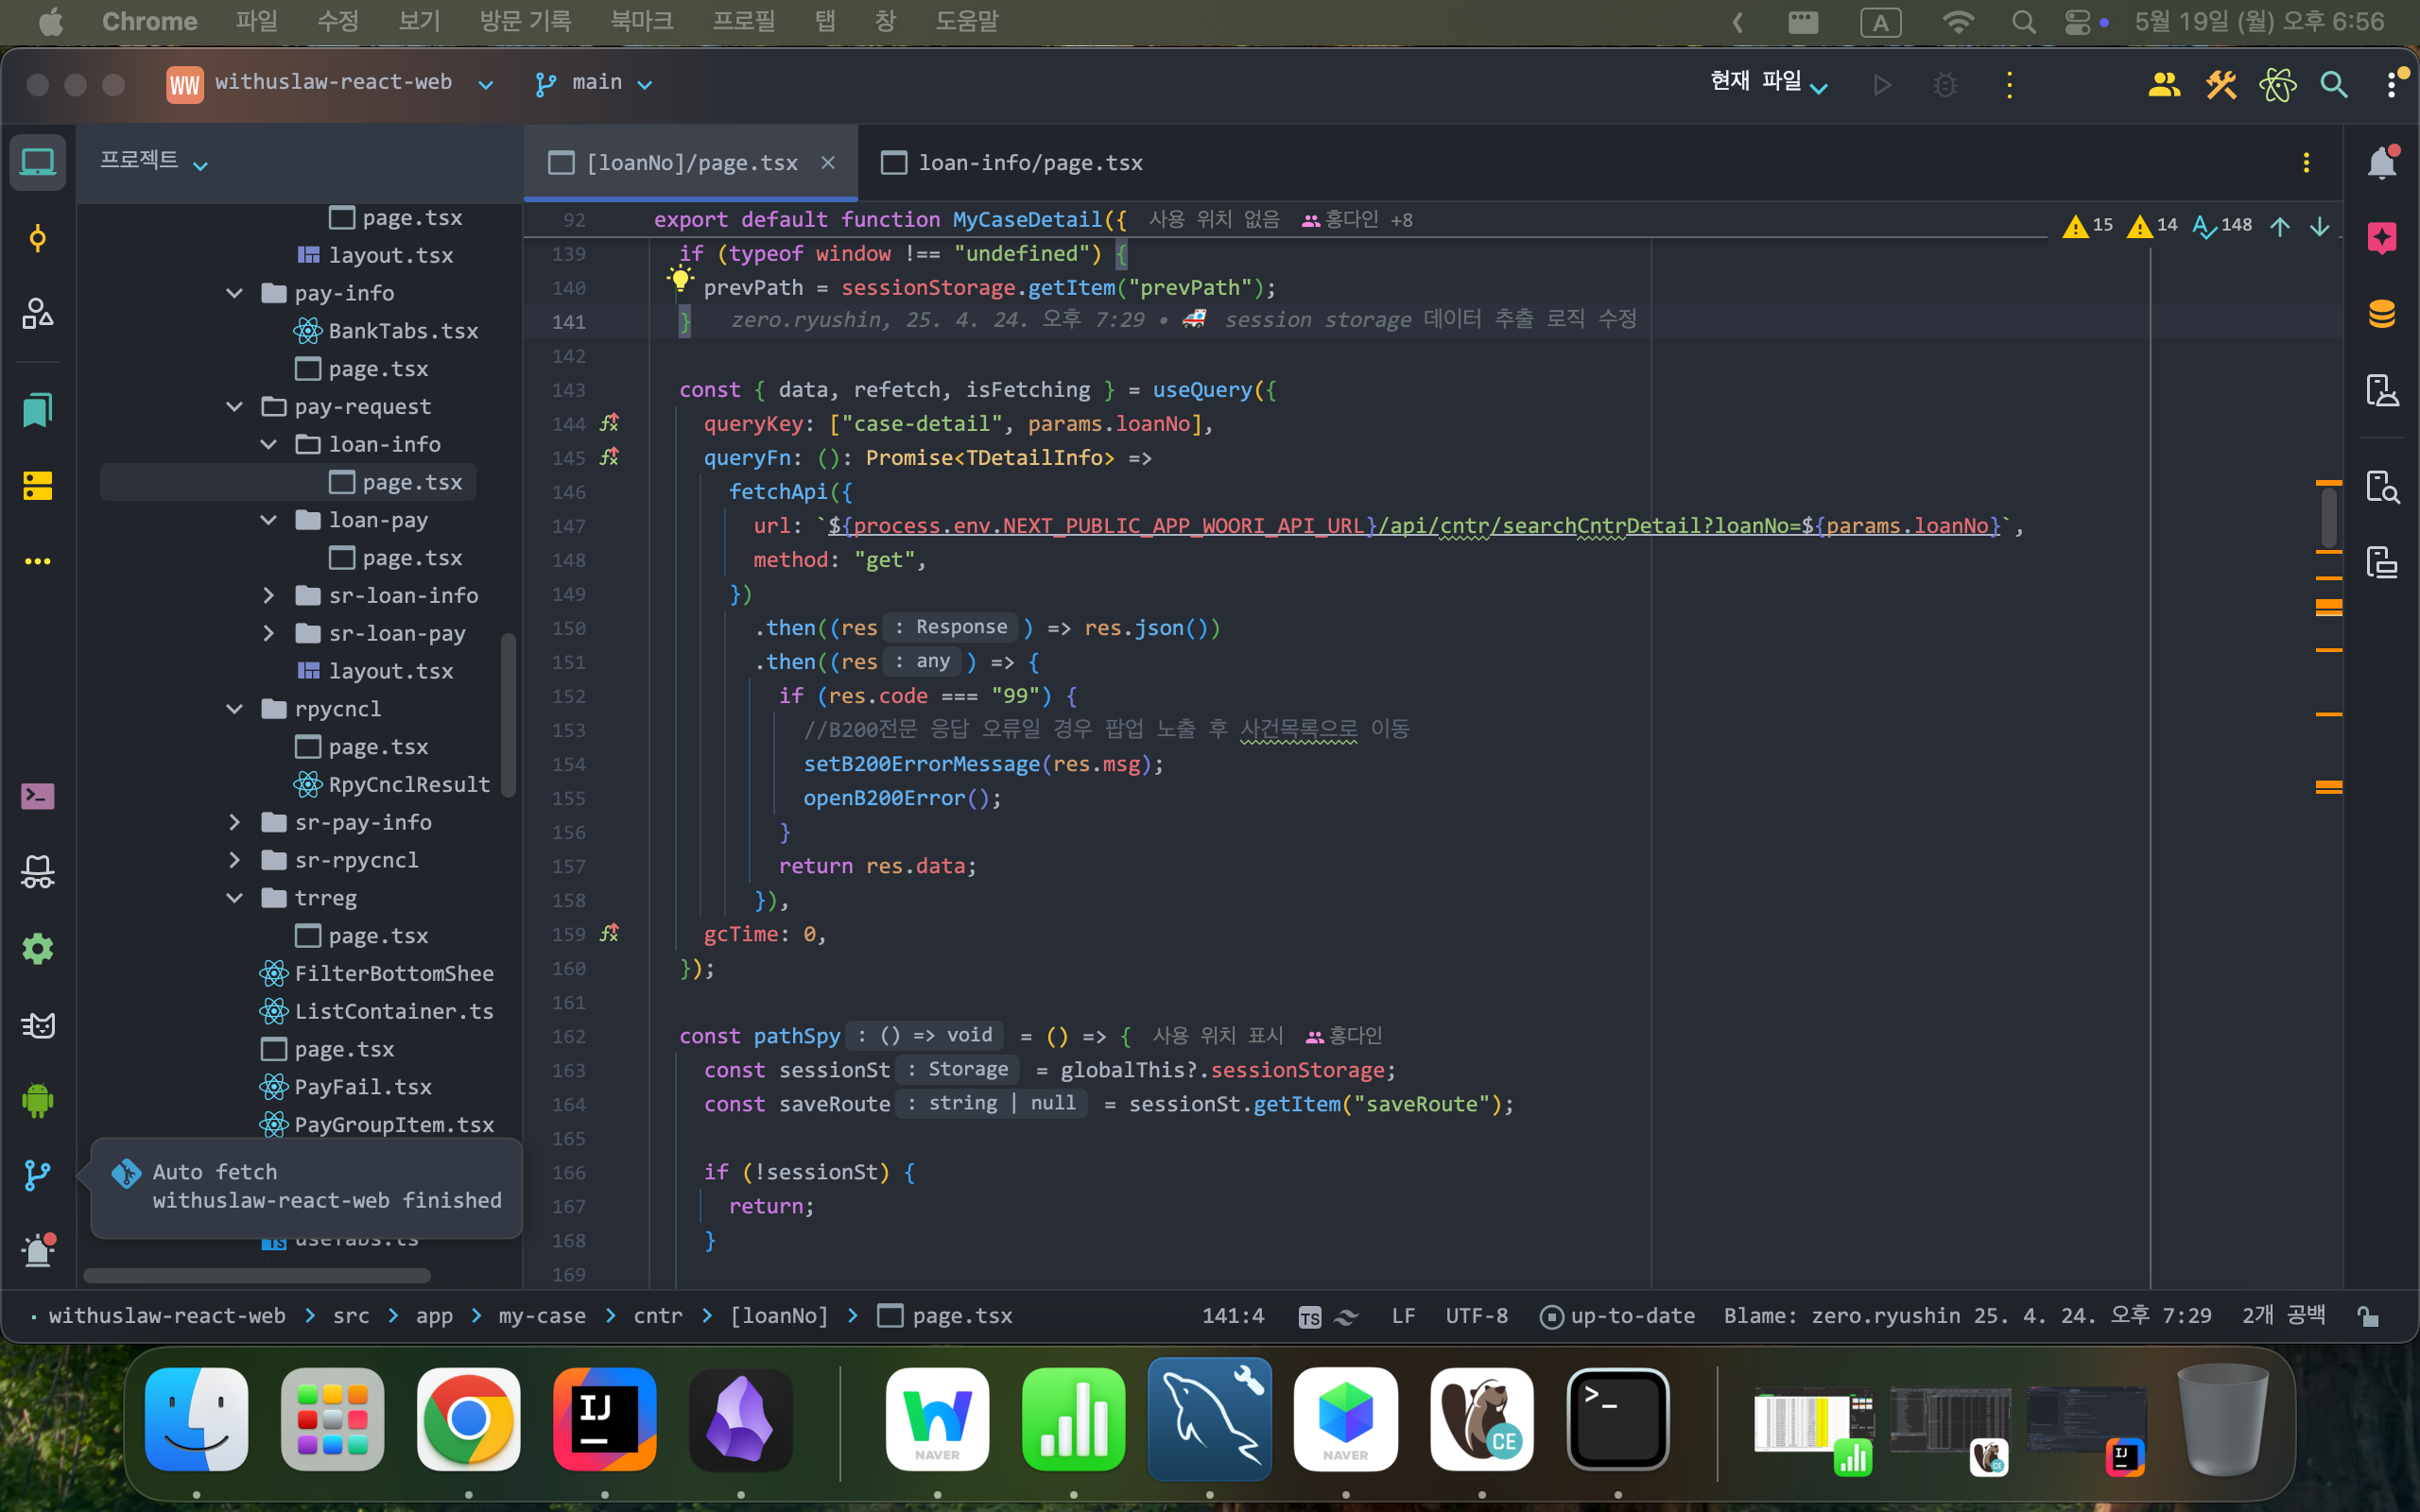 Chrome 파일 수정 보기 방문 기록 북마크 프로필 탭 창 도움말 A 5월 19일 (월) 오후 6:56
WW withuslaw-react-web main 현재 파일
프로젝트
[loanNo]/page.tsx × loan-info/page.tsx
page.tsx
layout.tsx
pay-info
BankTabs.tsx
page.tsx
pay-request
loan-info
page.tsx
loan-pay
page.tsx
sr-loan-info
sr-loan-pay
layout.tsx
rpycncl
page.tsx
RpyCnclResult
sr-pay-info
sr-rpycncl
trreg
page.tsx
FilterBottomShee
ListContainer.ts
page.tsx
PayFail.tsx
PayGroupItem.tsx
Auto fetch
withuslaw-react-web finished
useTabs.ts
15 14 148
92 export default function MyCaseDetail({ 사용 위치 없음 홍다인 +8
139 if (typeof window !== "undefined") {
140 prevPath = sessionStorage.getItem("prevPath");
141 } zero.ryushin, 25. 4. 24. 오후 7:29 • 🚑 session storage 데이터 추출 로직 수정
142
143 const { data, refetch, isFetching } = useQuery({
144 queryKey: ["case-detail", params.loanNo],
145 queryFn: (): Promise<TDetailInfo> =>
146 fetchApi({
147 url: `${process.env.NEXT_PUBLIC_APP_WOORI_API_URL}/api/cntr/searchCntrDetail?loanNo=${params.loanNo}`,
148 method: "get",
149 })
150 .then((res : Response ) => res.json())
151 .then((res : any ) => {
152 if (res.code === "99") {
153 //B200전문 응답 오류일 경우 팝업 노출 후 사건목록으로 이동
154 setB200ErrorMessage(res.msg);
155 openB200Error();
156 }
157 return res.data;
158 }),
159 gcTime: 0,
160 });
161
162 const pathSpy : () => void = () => { 사용 위치 표시 홍다인
163 const sessionSt : Storage = globalThis?.sessionStorage;
164 const saveRoute : string | null = sessionSt.getItem("saveRoute");
165
166 if (!sessionSt) {
167 return;
168 }
169
withuslaw-react-web > src > app > my-case > cntr > [loanNo] > page.tsx 141:4 TS LF UTF-8 up-to-date Blame: zero.ryushin 25. 4. 24. 오후 7:29 2개 공백
IJ NAVER NAVER CE >_ CE IJ